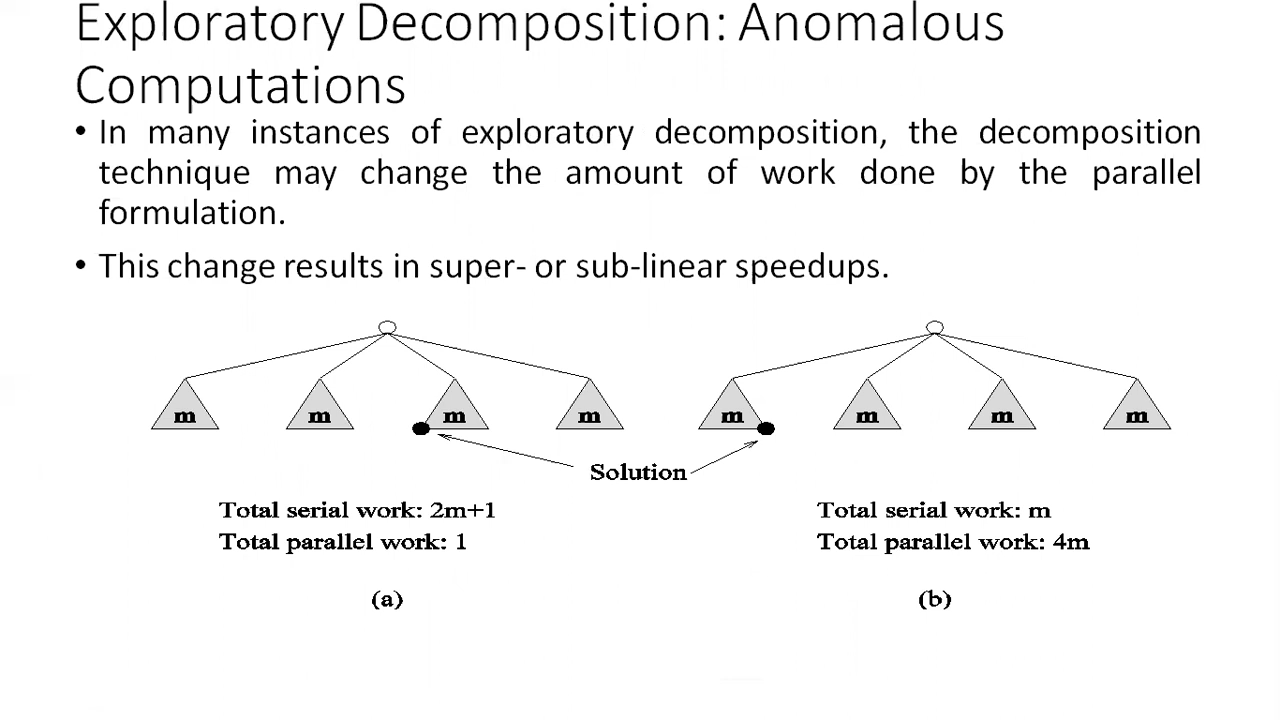 Exploratory Decomposition: Anomalous
Computations
• In many instances of exploratory decomposition, the decomposition
technique may change the amount of work done by the parallel
formulation.
• This change results in super- or sub-linear speedups.
m m m m m m m m
Solution
Total serial work: 2m+1 Total serial work: m
Total parallel work: 1 Total parallel work: 4m
(a) (b)